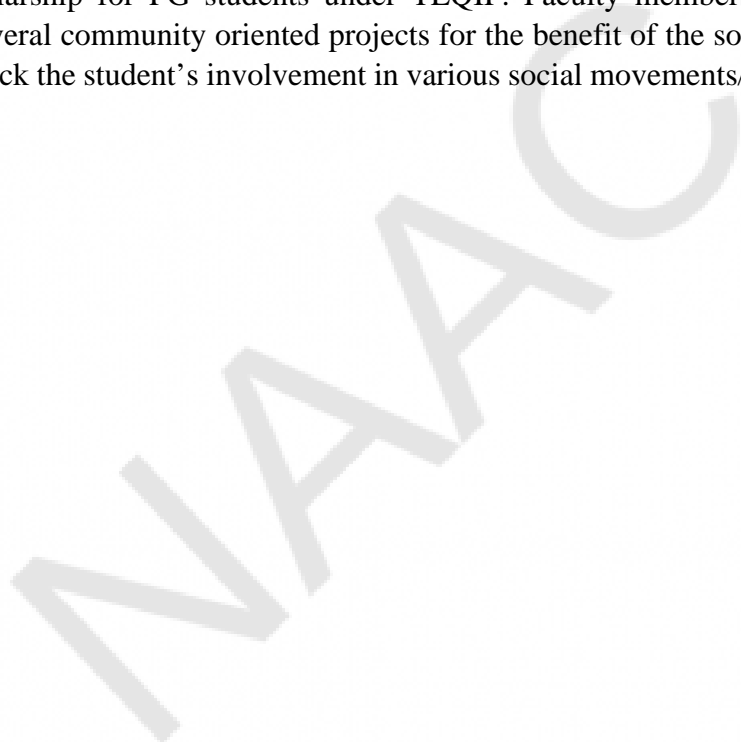 larship for PG students under TEQIP. Faculty member
veral community oriented projects for the benefit of the so
ck the student’s involvement in various social movements/
NAAC